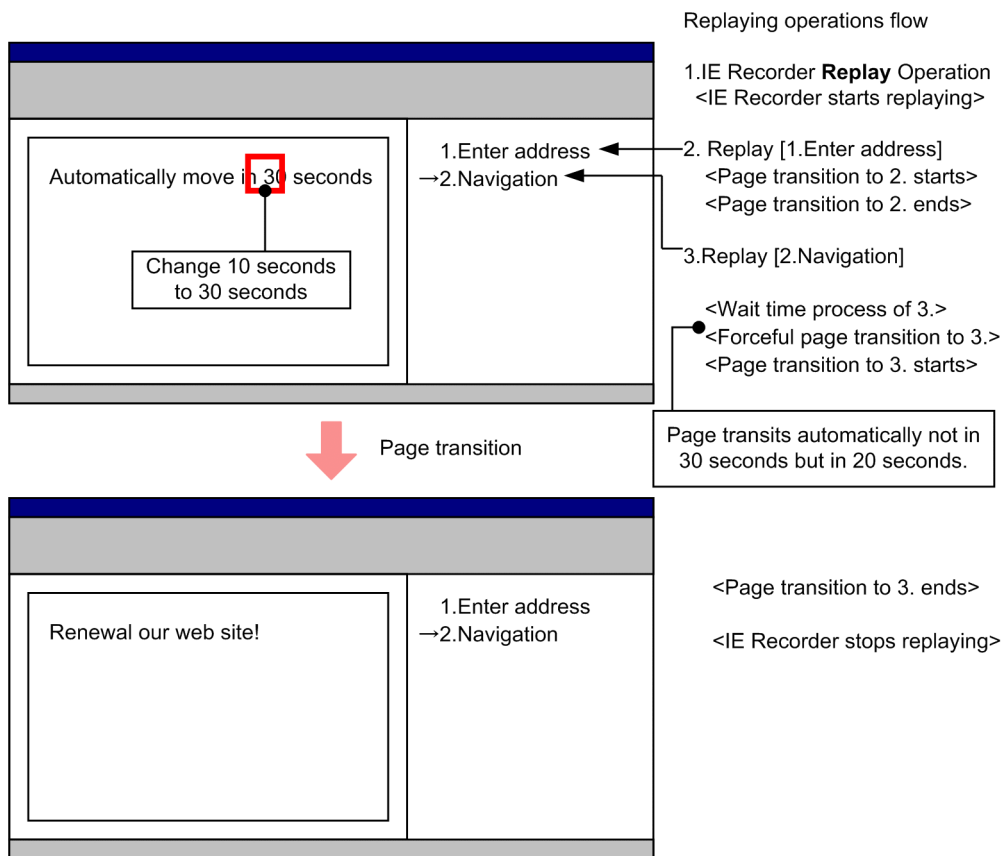 Replaying operations flow
1.IE Recorder Replay Operation
<IE Recorder starts replaying>
Automatically move in 30 seconds
Change 10 seconds
to 30 seconds
1.Enter address
→2.Navigation
2. Replay [1.Enter address]
<Page transition to 2. starts>
<Page transition to 2. ends>
3.Replay [2.Navigation]
<Wait time process of 3.>
<Forceful page transition to 3.>
<Page transition to 3. starts>
Page transits automatically not in
30 seconds but in 20 seconds.
Page transition
Renewal our web site!
1.Enter address
→2.Navigation
<Page transition to 3. ends>
<IE Recorder stops replaying>